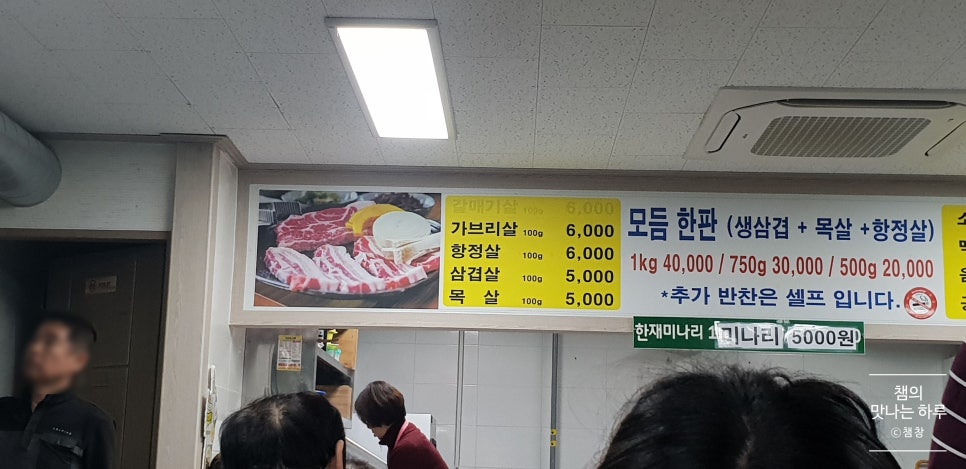 갈매기살 100g 6,000
가브리살 100g 6,000
항정살 100g 6,000
삼겹살 100g 5,000
목 살 100g 5,000
모듬 한판 (생삼겹 + 목살 +항정살)
1kg 40,000 / 750g 30,000 / 500g 20,000
*추가 반찬은 셀프 입니다.
한재미나리 1 미나리 5000원
챔의
맛나는 하루
©챔창